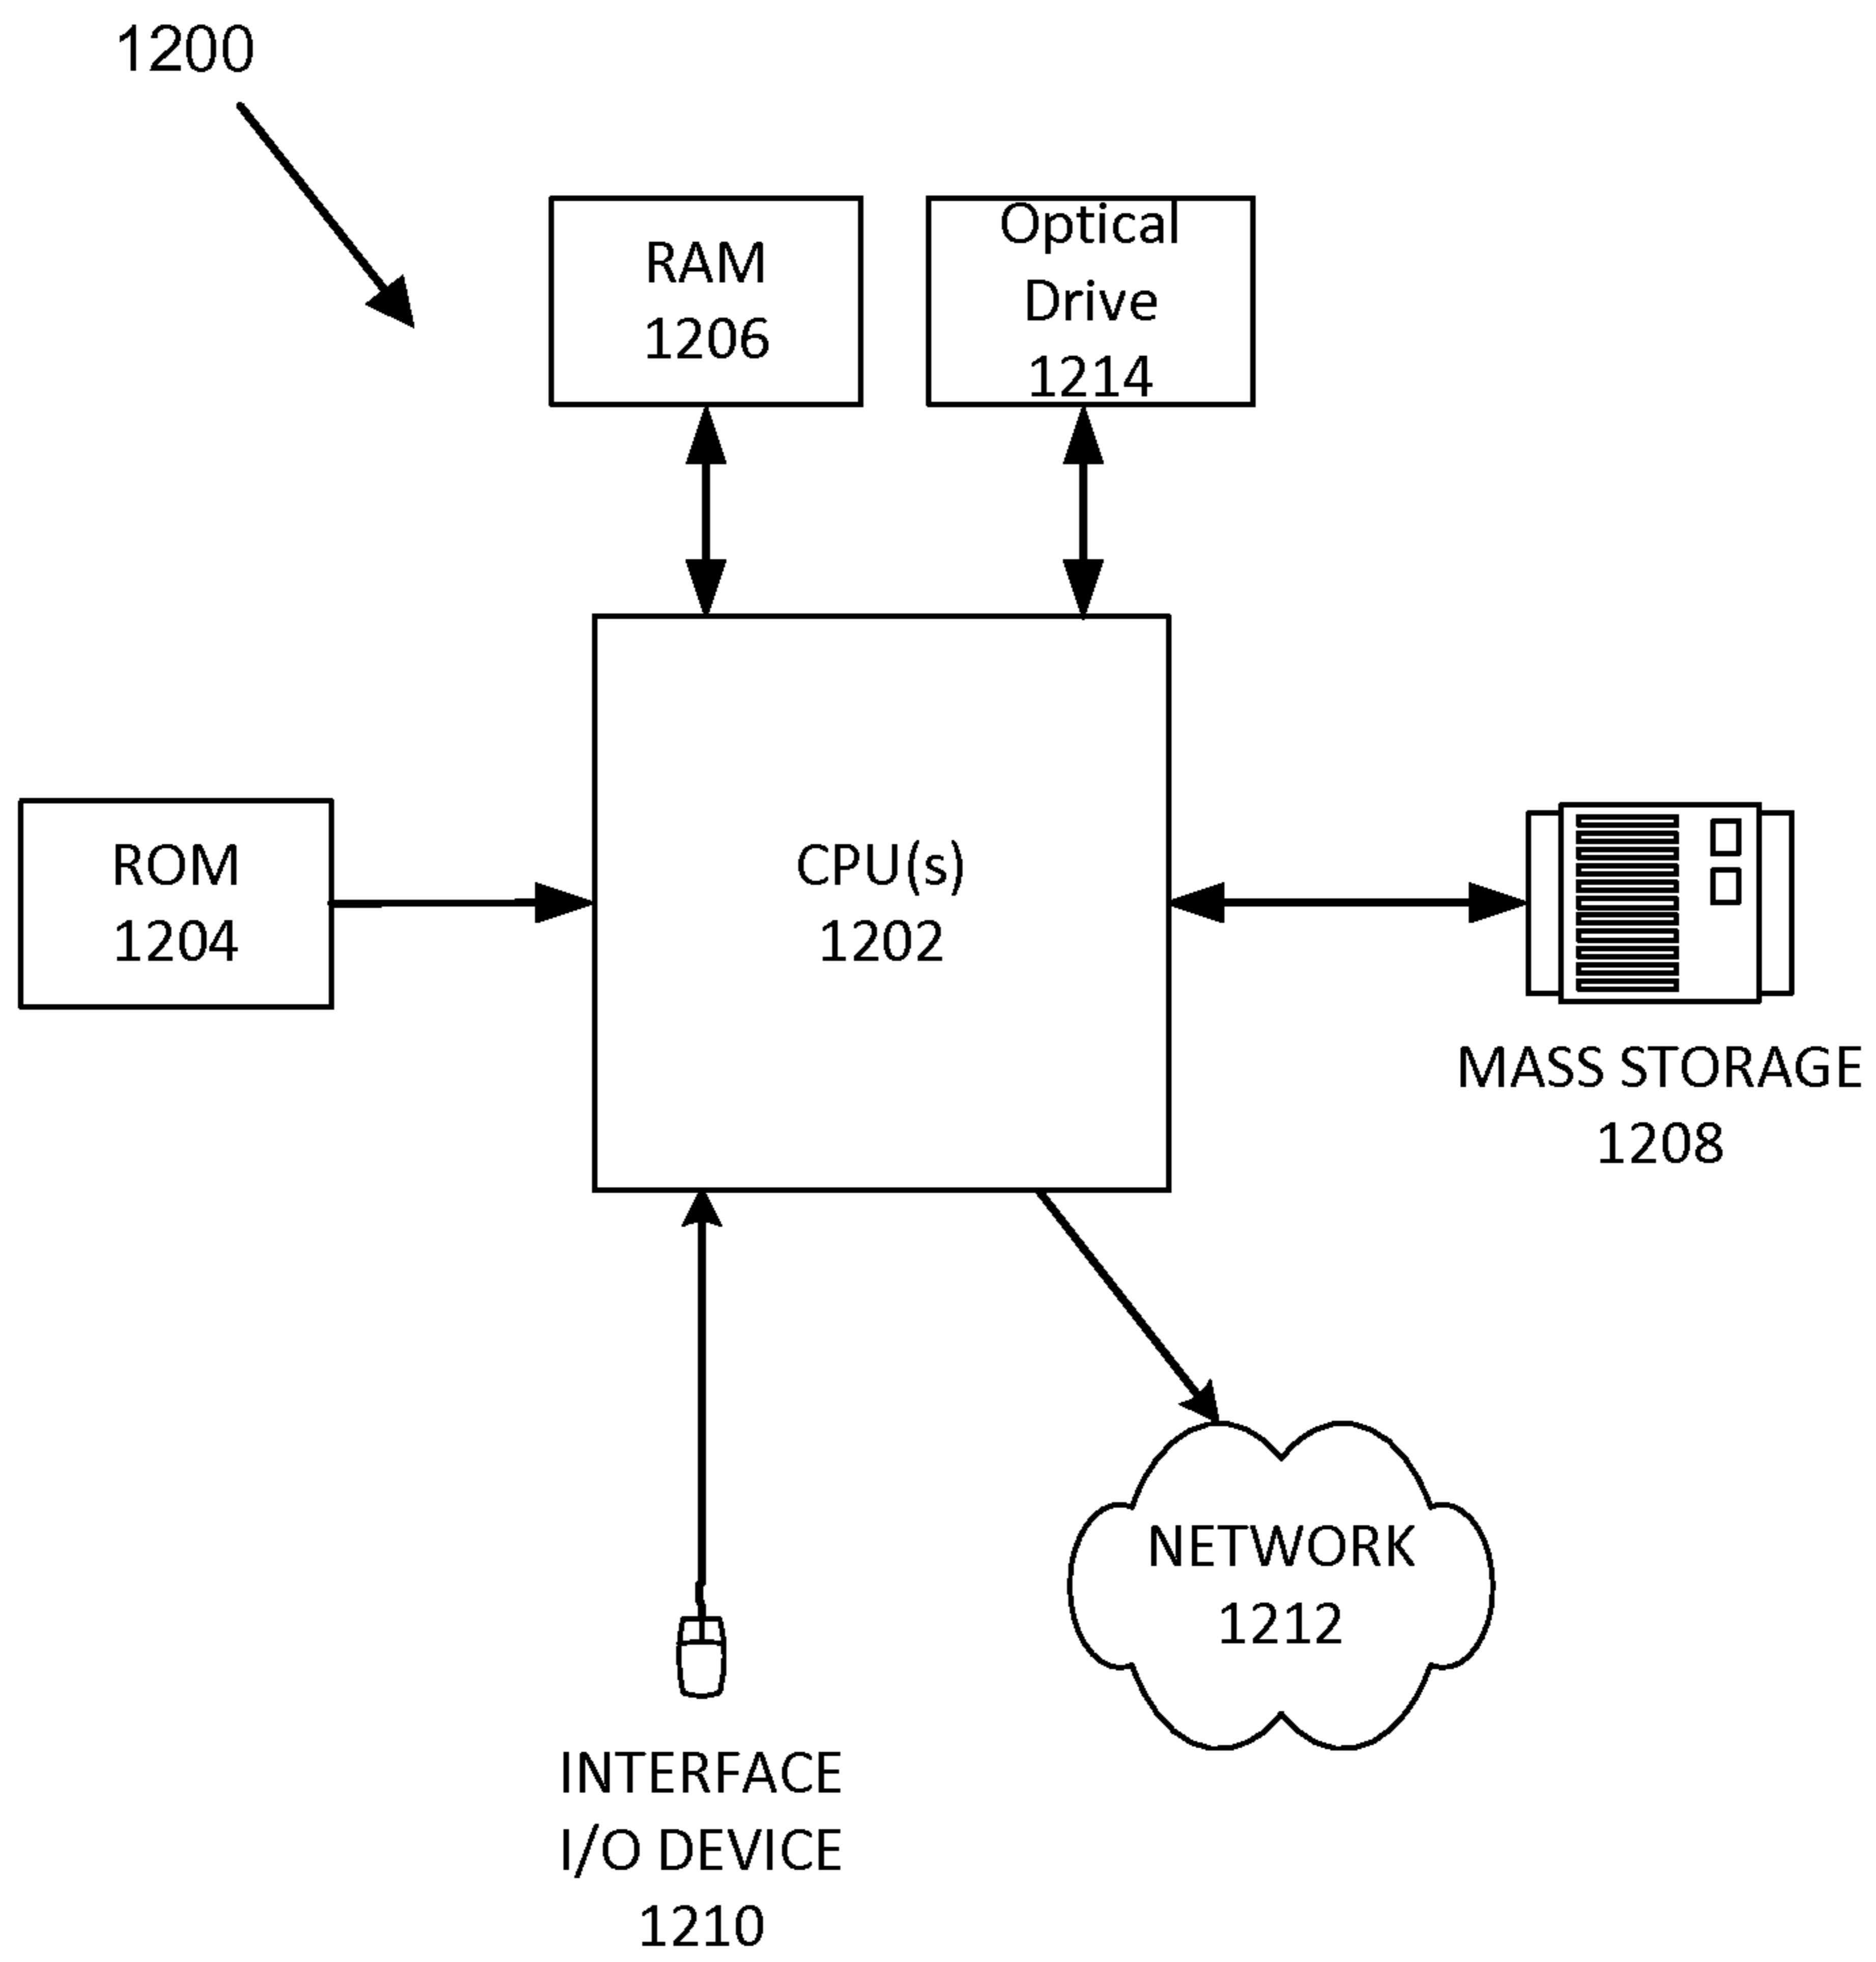 1200
RAM
1206
Optical
Drive
1214
ROM
1204
CPU(s)
1202
MASS STORAGE
1208
NETWORK
1212
INTERFACE
I/O DEVICE
1210